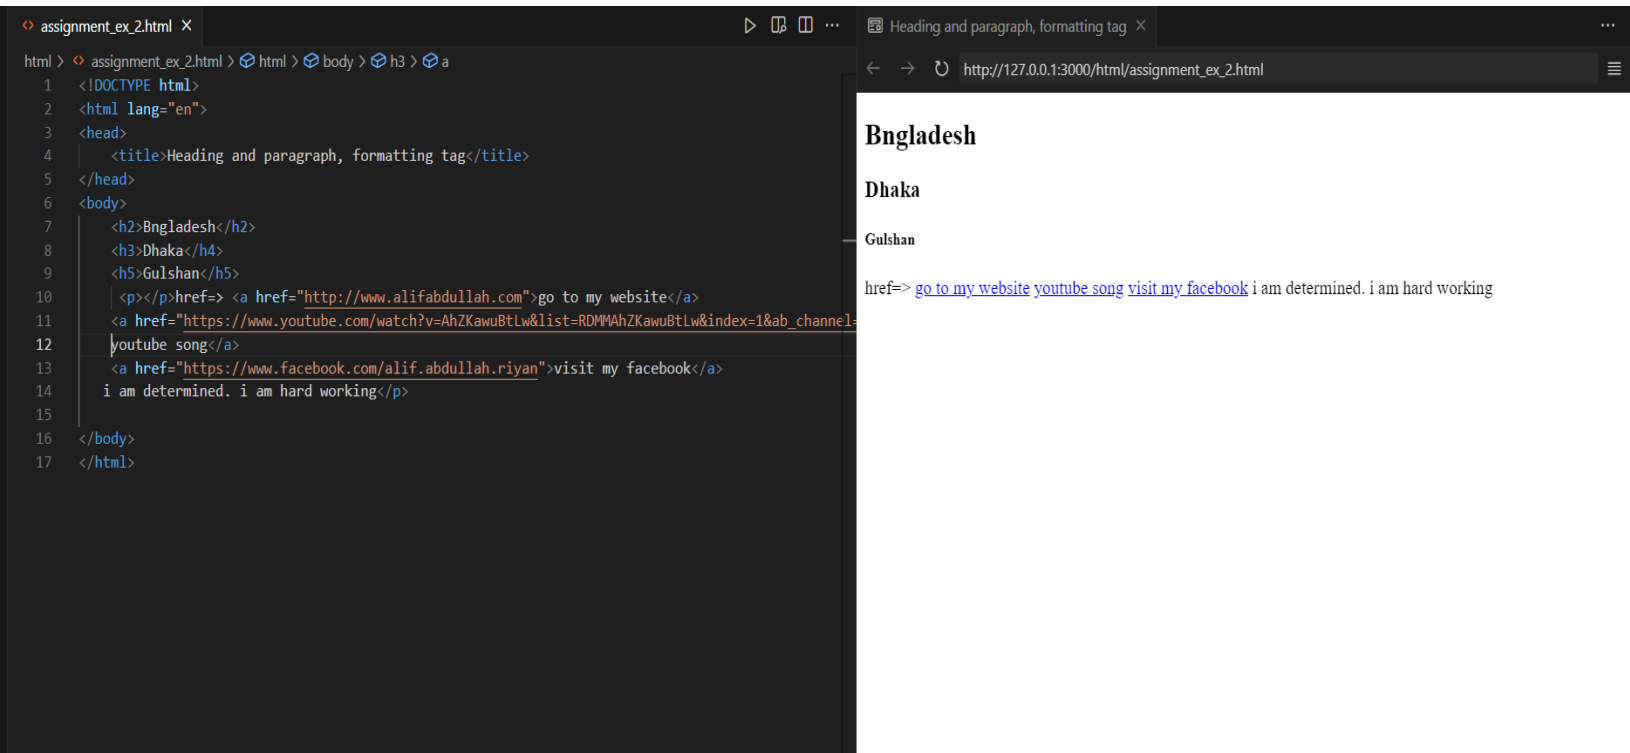 assignment_ex_2.html
html > assignment_ex_2.html > html > body > h3 > a
1 <!DOCTYPE html>
2 <html lang="en">
3 <head>
4 <title>Heading and paragraph, formatting tag</title>
5 </head>
6 <body>
7 <h2>Bngladesh</h2>
8 <h3>Dhaka</h4>
9 <h5>Gulshan</h5>
10 <p></p>href=> <a href="http://www.alifabdullah.com">go to my website</a>
11 <a href="https://www.youtube.com/watch?v=AhZKawuBtLw&list=RDMMAhZKawuBtLw&index=1&ab_channel=
12 youtube song</a>
13 <a href="https://www.facebook.com/alif.abdullah.riyan">visit my facebook</a>
14 i am determined. i am hard working</p>
15
16 </body>
17 </html>
Heading and paragraph, formatting tag
http://127.0.0.1:3000/html/assignment_ex_2.html
Bngladesh
Dhaka
Gulshan
href=> go to my website youtube song visit my facebook i am determined. i am hard working